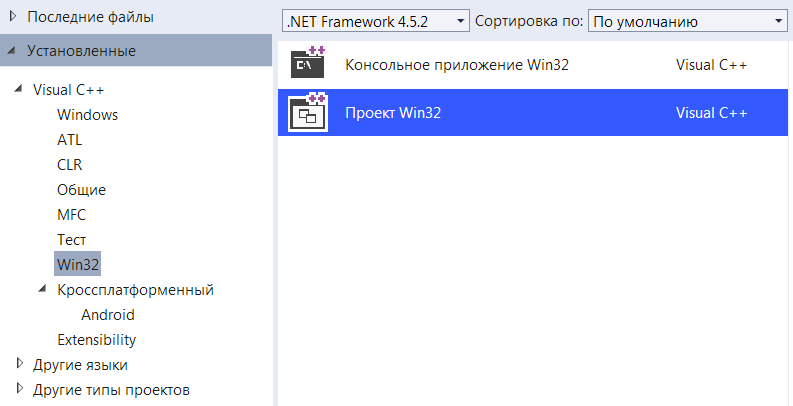 Последние файлы
Установленные
Visual C++
Windows
ATL
CLR
Общие
MFC
Тест
Win32
Кроссплатформенный
Android
Extensibility
Другие языки
Другие типы проектов
.NET Framework 4.5.2 Сортировка по: По умолчанию
C:\ Консольное приложение Win32 Visual C++
Проект Win32 Visual C++